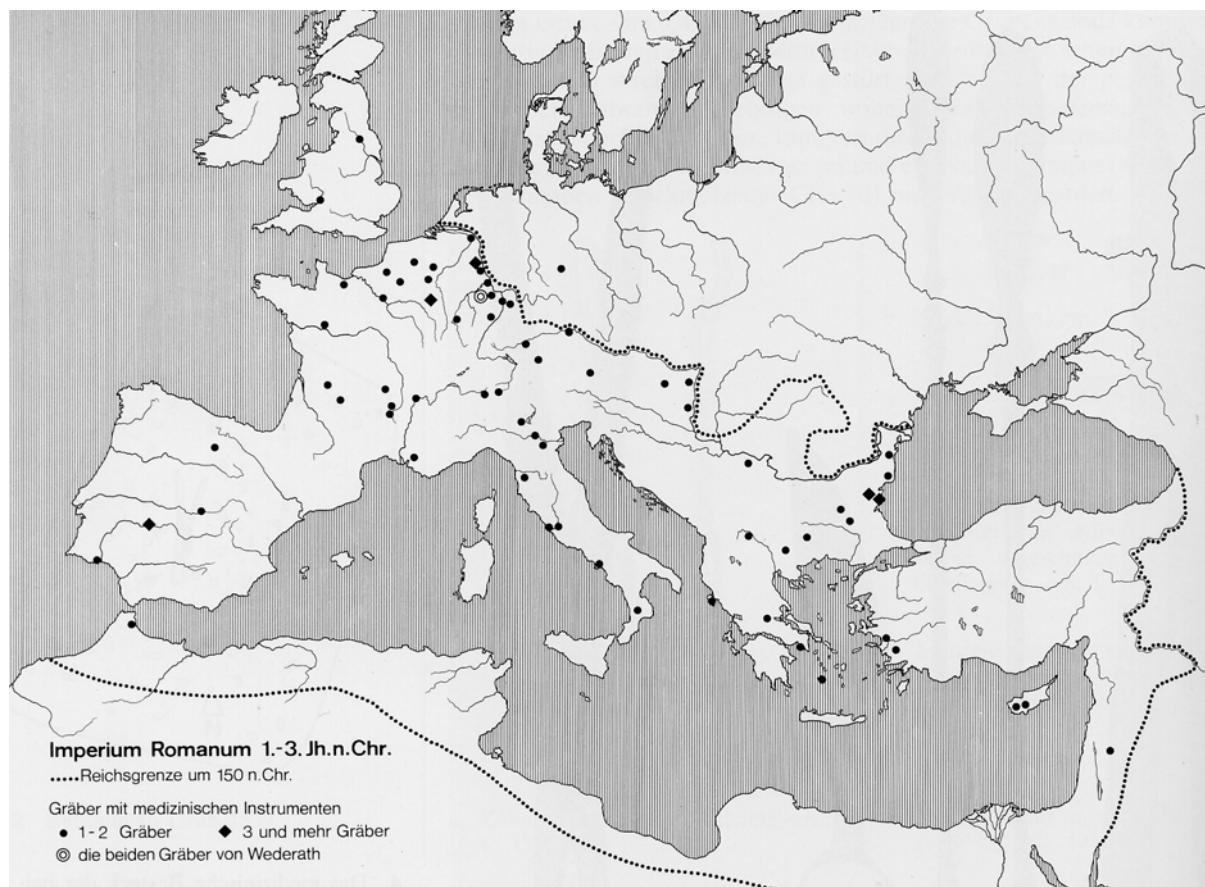 Imperium Romanum 1.-3. Jh. n. Chr.
•••••• Reichsgrenze um 150 n. Chr.
Gräber mit medizinischen Instrumenten
● 1-2 Gräber ◆ 3 und mehr Gräber
◎ die beiden Gräber von Wederath